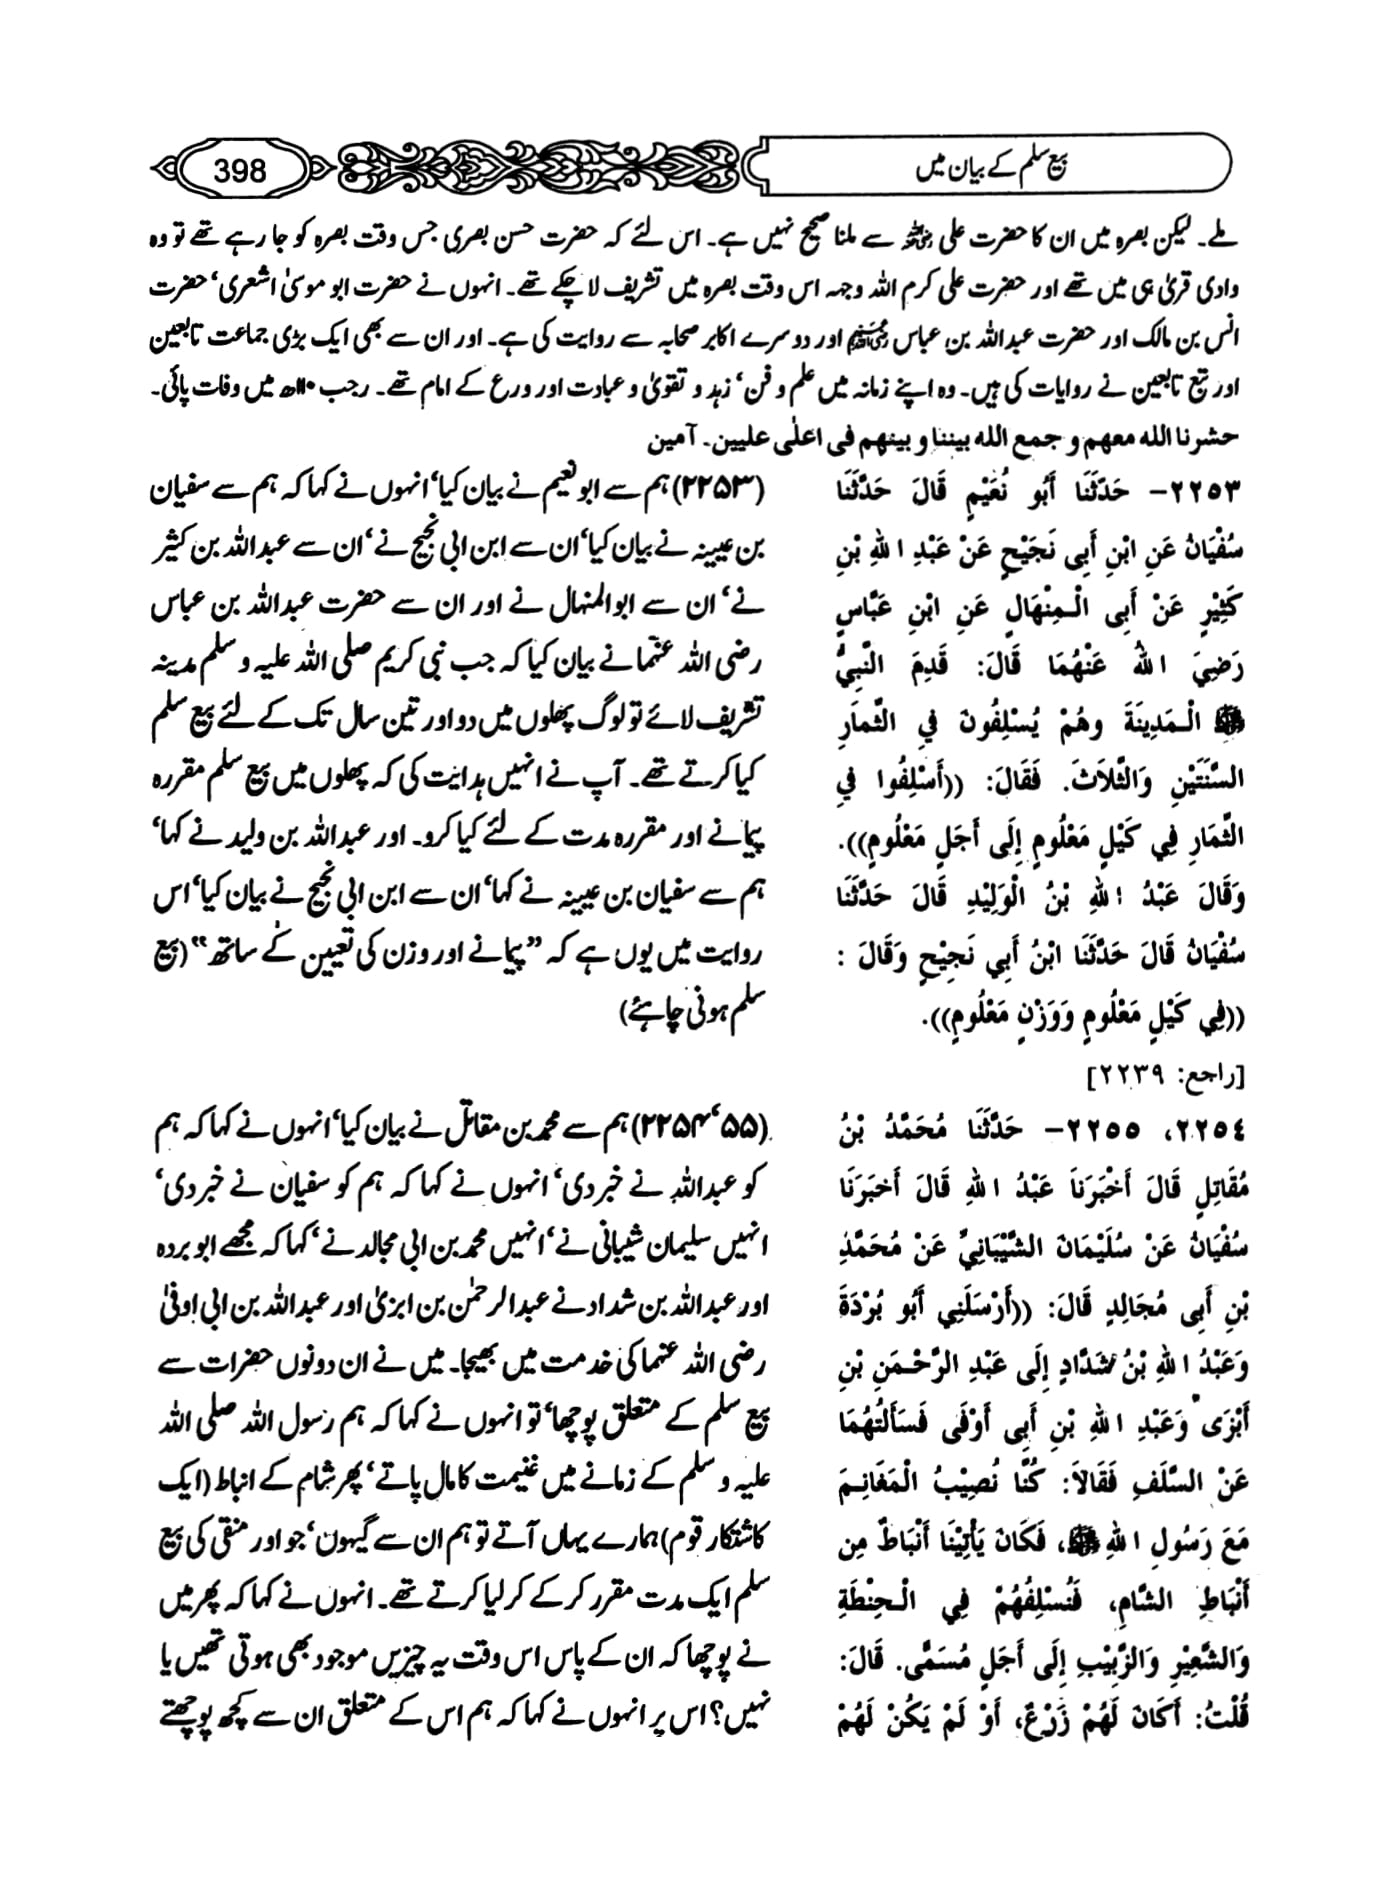 بیع سلم کے بیان میں
398
ملے۔ لیکن بصرہ میں ان کا حضرت علی رضی اللہ عنہ سے ملنا صحیح نہیں ہے۔ اس لئے کہ حضرت حسن بصری جس وقت بصرہ کو جا رہے تھے تو وہ
وادی قریٰ ہی میں تھے اور حضرت علی کرم اللہ وجہہ اس وقت بصرہ میں تشریف لا چکے تھے۔ انہوں نے حضرت ابو موسیٰ اشعری‘ حضرت
انس بن مالک اور حضرت عبداللہ بن عباس رضی اللہ عنہم اور دوسرے اکابر صحابہ سے روایت کی ہے۔ اور ان سے بھی ایک بڑی جماعت تابعین
اور تبع تابعین نے روایات کی ہیں۔ وہ اپنے زمانہ میں علم و فن‘ زہد و تقویٰ و عبادت اور ورع کے امام تھے۔ رجب ۱۱۰ھ میں وفات پائی۔
حشرنا الله معهم و جمع الله بيننا و بينهم فى اعلٰى عليين۔ آمين
٢٢٥٣- حَدَّثَنَا أَبُو نُعَيْمٍ قَالَ حَدَّثَنَا
سُفْيَانُ عَنِ ابْنِ أَبِى نَجَيْحٍ عَنْ عَبْدِ اللهِ بْنِ
كَثِيْرٍ عَنْ أَبِى الْـمِنْهَالِ عَنِ ابْنِ عَبَّاسٍ
رَضِيَ اللهُ عَنْهُمَا قَالَ: قَدِمَ النَّبِيُّ
ﷺ الْـمَدِينَةَ وَهُمْ يُسْلِفُونَ فِي الثِّمَارِ
السَّنَتَيْنِ وَالثَّلاَثَ. فَقَالَ: ((أَسْلِفُوا فِي
الثِّمَارِ فِي كَيْلٍ مَعْلُومٍ إِلَى أَجَلٍ مَعْلُومٍ)).
وَقَالَ عَبْدُ اللهِ بْنُ الْوَلِيْدِ قَالَ حَدَّثَنَا
سُفْيَانُ قَالَ حَدَّثَنَا ابْنُ أَبِي نَجِيْحٍ وَقَالَ :
((فِي كَيْلٍ مَعْلُومٍ وَوَزْنٍ مَعْلُومٍ)).
[راجع: ٢٢٣٩]
(۲۲۵۳) ہم سے ابو نعیم نے بیان کیا‘ انہوں نے کہا کہ ہم سے سفیان
بن عیینہ نے بیان کیا‘ ان سے ابن ابی نجیح نے‘ ان سے عبداللہ بن کثیر
نے‘ ان سے ابوالمنہال نے اور ان سے حضرت عبداللہ بن عباس
رضی اللہ عنہما نے بیان کیا کہ جب نبی کریم صلی اللہ علیہ و سلم مدینہ
تشریف لائے تو لوگ پھلوں میں دو اور تین سال تک کے لئے بیع سلم
کیا کرتے تھے۔ آپ نے انہیں ہدایت کی کہ پھلوں میں بیع سلم مقررہ
پیمانے اور مقررہ مدت کے لئے کیا کرو۔ اور عبداللہ بن ولید نے کہا‘
ہم سے سفیان بن عیینہ نے کہا‘ ان سے ابن ابی نجیح نے بیان کیا‘ اس
روایت میں یوں ہے کہ ”پیمانے اور وزن کی تعیین کے ساتھ“ (بیع
سلم ہونی چاہئے)
٢٢٥٤، ٢٢٥٥- حَدَّثَنَا مُحَمَّدُ بْنُ
مُقَاتِلٍ قَالَ أَخْبَرَنَا عَبْدُ اللهِ قَالَ أَخبَرَنَا
سُفْيَانُ عَنْ سُلَيْمَانَ الشَّيْبَانِيِّ عَنْ مُحَمَّدِ
بْنِ أَبِى مُجَالِدٍ قَالَ: ((أَرْسَلَنِي أَبُو بُرْدَةَ
وَعَبْدُ اللهِ بْنُ شَدَّادٍ إِلَى عَبْدِ الرَّحْـمَنِ بْنِ
أَبْزَى وَعَبْدِ اللهِ بْنِ أَبِى أَوْفَى فَسَأَلْتُهُمَا
عَنْ السَّلَفِ فَقَالاَ: كُنَّا نُصِيْبُ الْمَغَانِـمَ
مَعَ رَسُولِ اللهِ ﷺ، فَكَانَ يَأْتِيْنَا أَنْبَاطٌ مِن
أَنْبَاطِ الشَّامِ، فَنُسْلِفُهُمْ فِي الْـحِنْطَةِ
وَالشَّعِيْرِ وَالزَّبِيْبِ إِلَى أَجَلٍ مُسَمًّى. قَالَ:
قُلْتُ: أَكَانَ لَهُمْ زَرْعٌ، أَوْ لَمْ يَكُنْ لَهُمْ
(۲۲۵۴‘۵۵) ہم سے محمد بن مقاتل نے بیان کیا‘ انہوں نے کہا کہ ہم
کو عبداللہ نے خبر دی‘ انہوں نے کہا کہ ہم کو سفیان نے خبر دی‘
انہیں سلیمان شیبانی نے‘ انہیں محمد بن ابی مجالد نے‘ کہا کہ مجھے ابو بردہ
اور عبداللہ بن شداد نے عبدالرحمٰن بن ابزیٰ اور عبداللہ بن ابی اوفیٰ
رضی اللہ عنہما کی خدمت میں بھیجا۔ میں نے ان دونوں حضرات سے
بیع سلم کے متعلق پوچھا‘ تو انہوں نے کہا کہ ہم رسول اللہ صلی اللہ
علیہ و سلم کے زمانے میں غنیمت کا مال پاتے‘ پھر شام کے انباط (ایک
کاشتکار قوم) ہمارے یہاں آتے تو ہم ان سے گیہوں‘ جو اور منقی کی بیع
سلم ایک مدت مقرر کر کے کر لیا کرتے تھے۔ انہوں نے کہا کہ پھر میں
نے پوچھا کہ ان کے پاس اس وقت یہ چیزیں موجود بھی ہوتی تھیں یا
نہیں؟ اس پر انہوں نے کہا کہ ہم اس کے متعلق ان سے کچھ پوچھتے